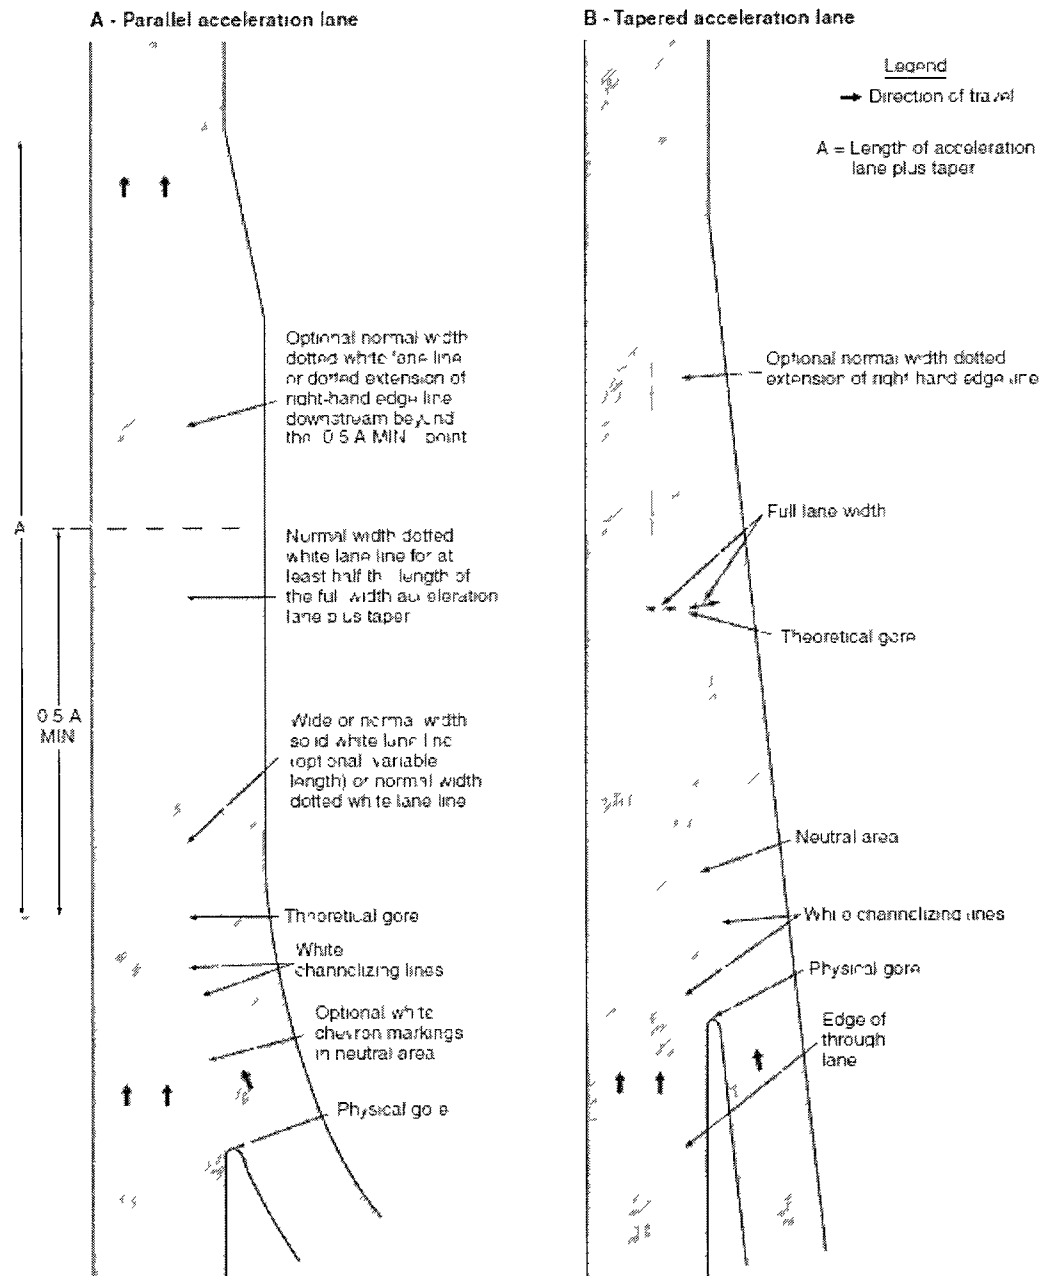 A - Parallel acceleration lane
Optional normal width
dotted white lane line
or dotted extension of
right-hand edge line
downstream beyond
the 0.5 A MIN point
A
Normal width dotted
white lane line for at
least half the length of
the full width acceleration
lane plus taper
0.5 A
MIN
Wide or normal width
solid white lane line
(optional variable
length) or normal width
dotted white lane line
Theoretical gore
White
channelizing lines
Optional white
chevron markings
in neutral area
Physical gore
B - Tapered acceleration lane
Legend
Direction of travel
A = Length of acceleration
lane plus taper
Optional normal width dotted
extension of right hand edge line
Full lane width
Theoretical gore
Neutral area
White channelizing lines
Physical gore
Edge of
through
lane